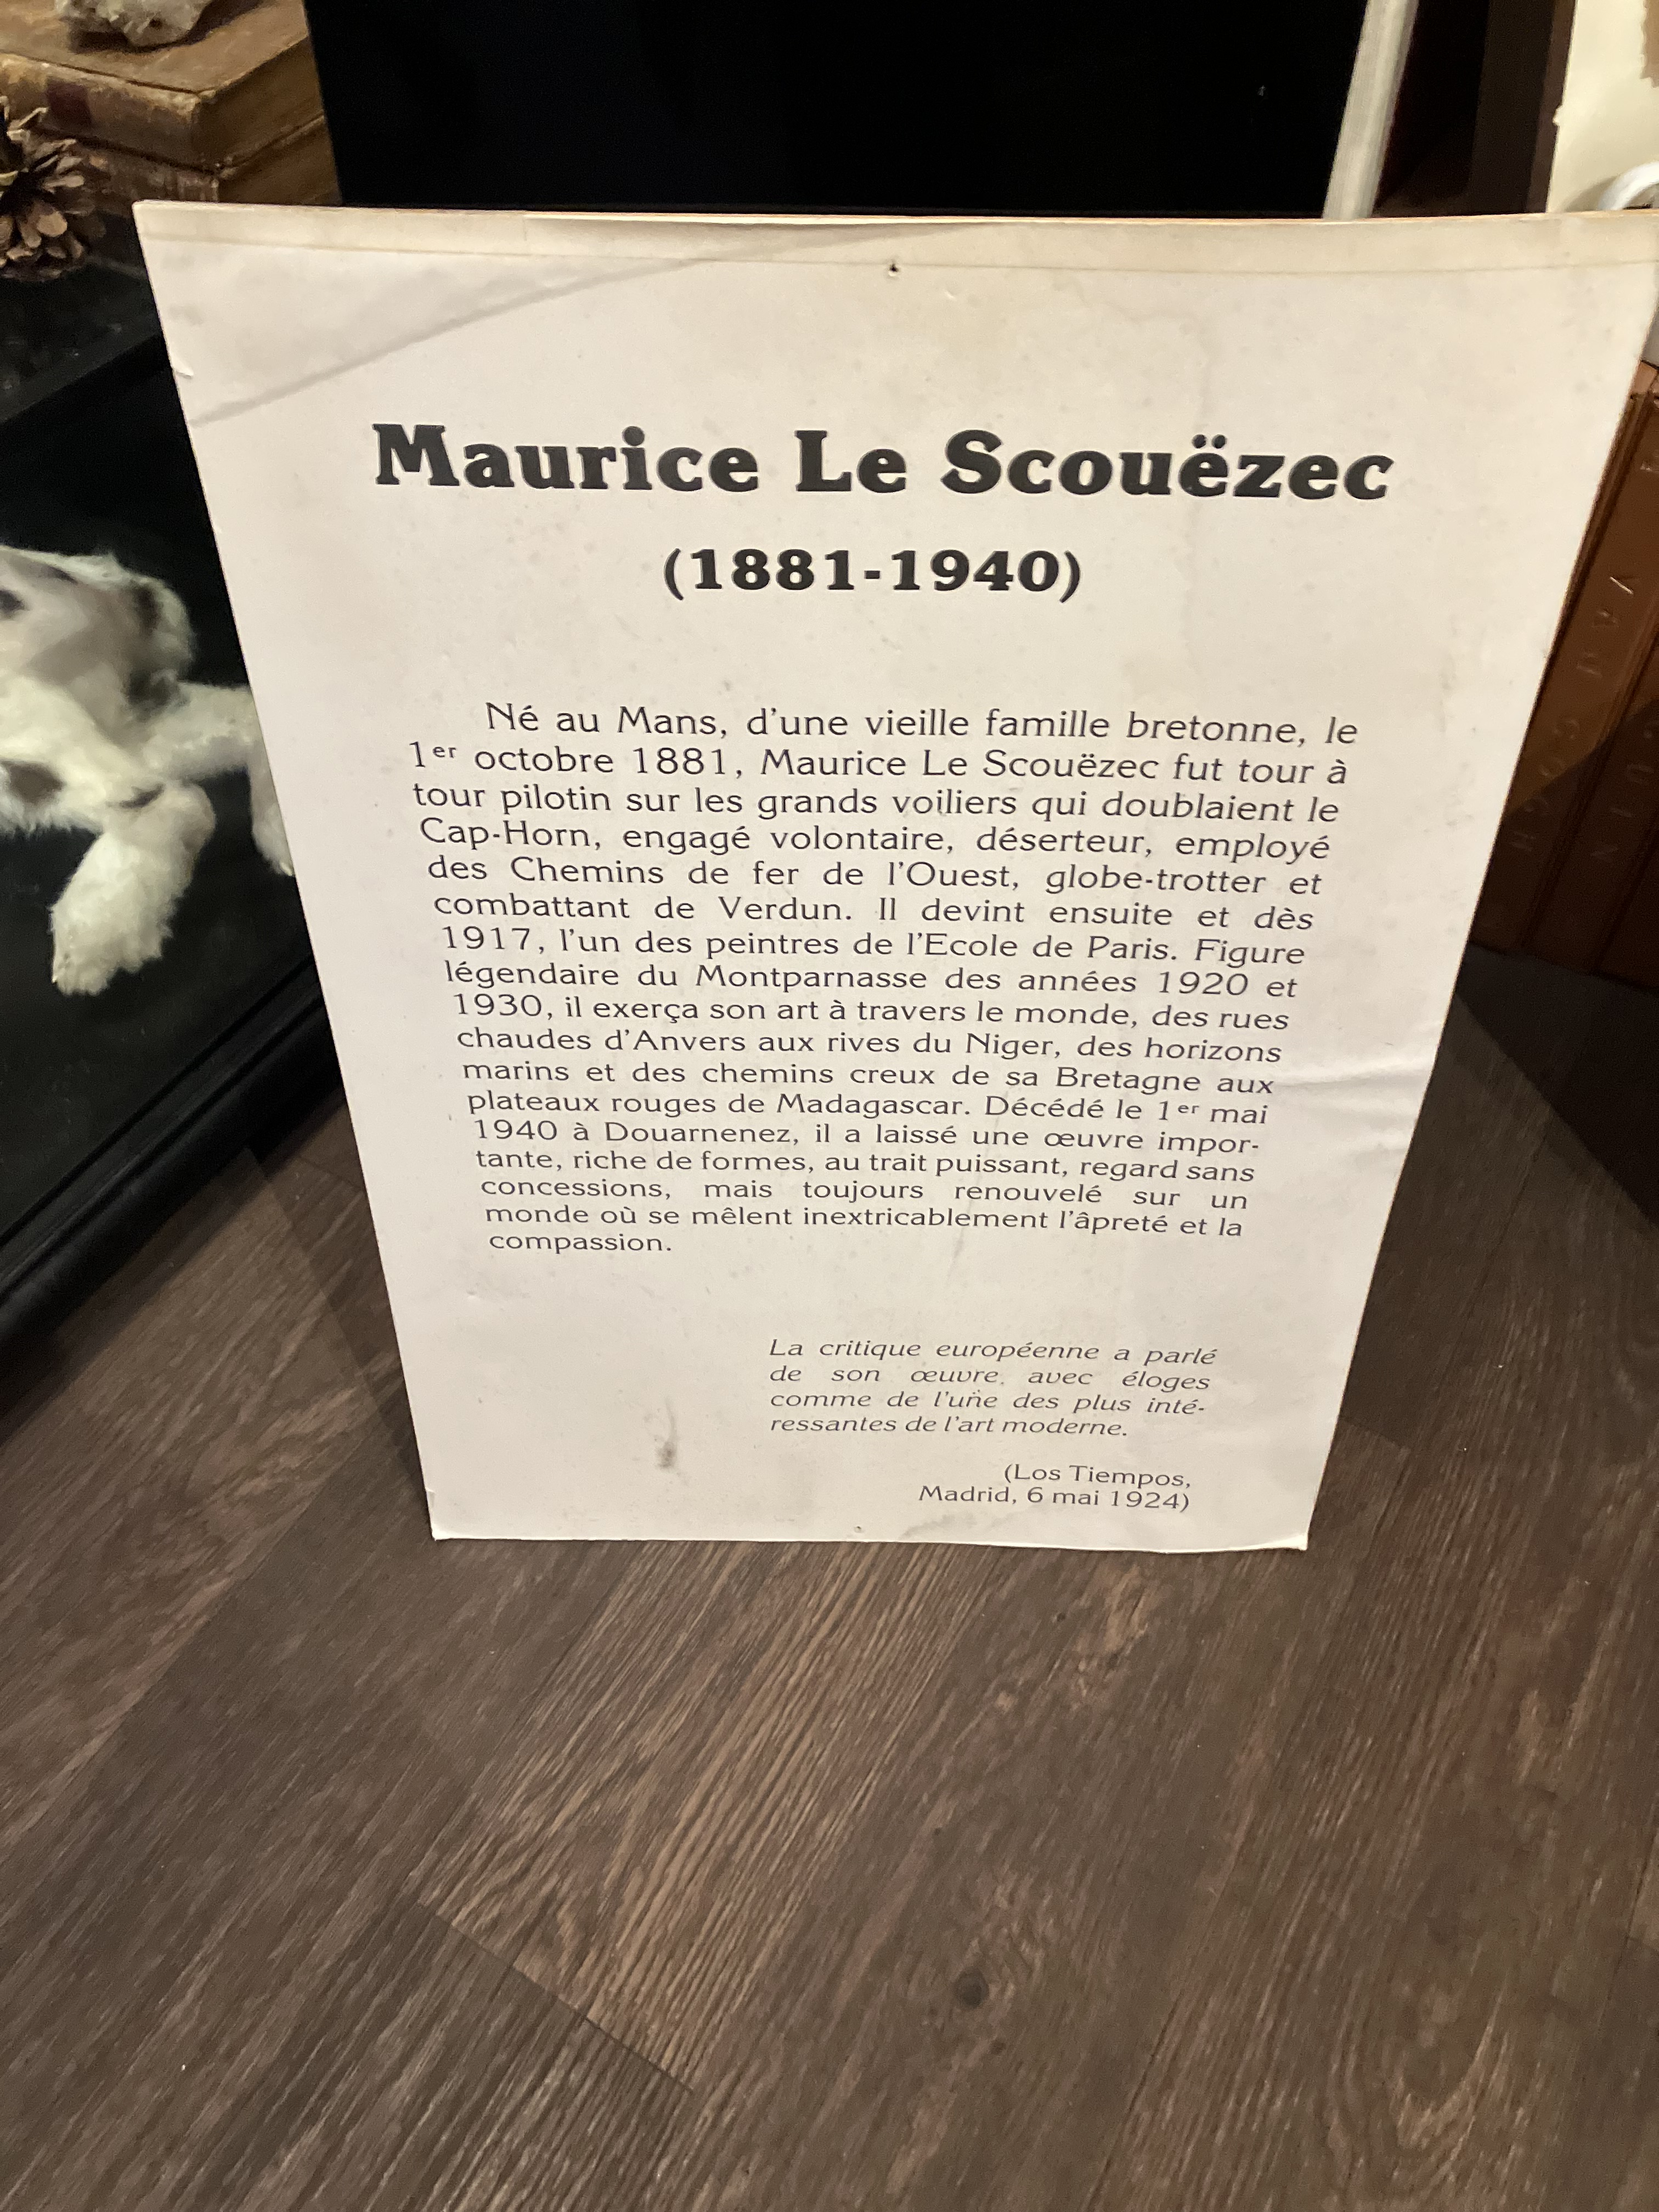 Maurice Le Scouëzec
(1881-1940)
Né au Mans, d'une vieille famille bretonne, le
1er octobre 1881, Maurice Le Scouëzec fut tour à
tour pilotin sur les grands voiliers qui doublaient le
Cap-Horn, engagé volontaire, déserteur, employé
des Chemins de fer de l'Ouest, globe-trotter et
combattant de Verdun. Il devint ensuite et dès
1917, l'un des peintres de l'Ecole de Paris. Figure
légendaire du Montparnasse des années 1920 et
1930, il exerça son art à travers le monde, des rues
chaudes d'Anvers aux rives du Niger, des horizons
marins et des chemins creux de sa Bretagne aux
plateaux rouges de Madagascar. Décédé le 1er mai
1940 à Douarnenez, il a laissé une œuvre impor-
tante, riche de formes, au trait puissant, regard sans
concessions, mais toujours renouvelé sur un
monde où se mêlent inextricablement l'âpreté et la
compassion.
La critique européenne a parlé
de son œuvre, avec éloges
comme de l'une des plus inté-
ressantes de l'art moderne.
(Los Tiempos,
Madrid, 6 mai 1924)